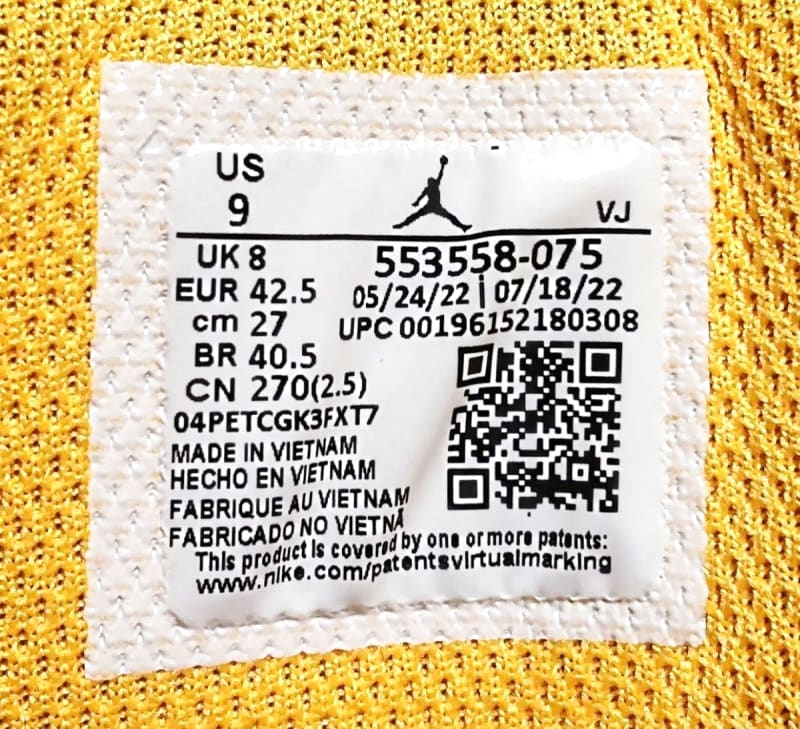 US
9
VJ
UK 8
553558-075
EUR 42.5
05/24/22 | 07/18/22
cm 27
UPC 00196152180308
BR 40.5
CN 270(2.5)
04PETCGK3FXT7
MADE IN VIETNAM
HECHO EN VIETNAM
FABRIQUE AU VIETNAM
FABRICADO NO VIETNÃ
This product is covered by one or more patents:
www.nike.com/patentsvirtualmarking